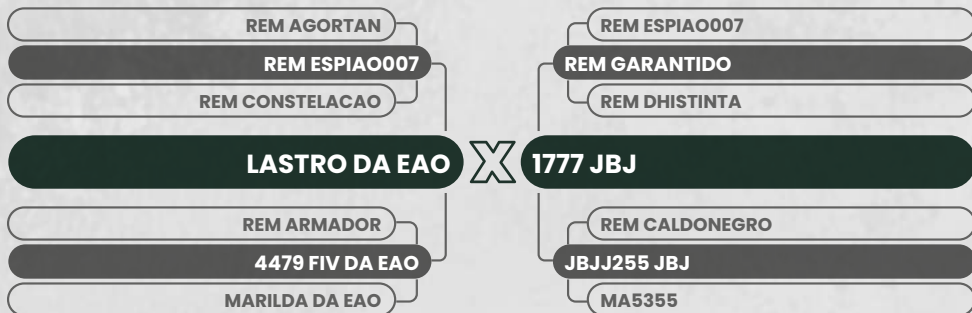 REM AGORTAN
REM ESPIAO007
REM CONSTELACAO
LASTRO DA EAO X 1777 JBJ
REM ARMADOR
4479 FIV DA EAO
MARILDA DA EAO
REM ESPIAO007
REM GARANTIDO
REM DHISTINTA
REM CALDONEGRO
JBJJ255 JBJ
MA5355